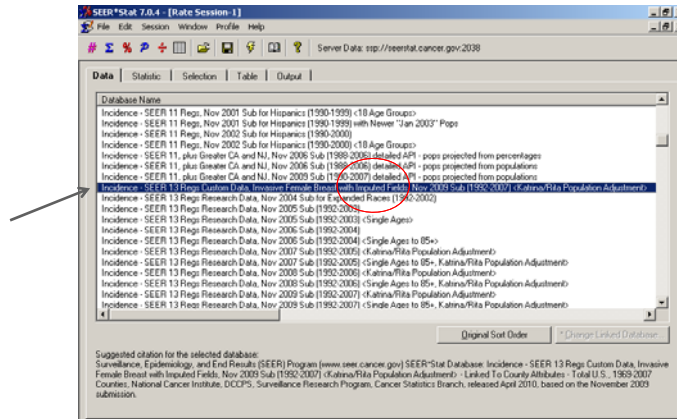 SEER*Stat 7.0.4 - [Rate Session-1]
File Edit Session Window Profile Help
Server Data: ssp://seerstat.cancer.gov:2038
Data Statistic Selection Table Output
Database Name
Incidence - SEER 11 Regs, Nov 2001 Sub for Hispanics (1990-1999) <18 Age Groups>
Incidence - SEER 11 Regs, Nov 2001 Sub for Hispanics (1990-1999) with Newer "Jan 2003" Pops
Incidence - SEER 11 Regs, Nov 2002 Sub for Hispanics (1990-2000)
Incidence - SEER 11 Regs, Nov 2002 Sub for Hispanics (1990-2000) <18 Age Groups>
Incidence - SEER 11, plus Greater CA and NJ, Nov 2006 Sub (1988-2006) detailed API - pops projected from percentages
Incidence - SEER 11, plus Greater CA and NJ, Nov 2006 Sub (1988-2006) detailed API - pops projected from populations
Incidence - SEER 11, plus Greater CA and NJ, Nov 2009 Sub (1990-2007) detailed API - pops projected from populations
Incidence - SEER 13 Regs Custom Data, Invasive Female Breast with Imputed Fields, Nov 2009 Sub (1992-2007) <Katrina/Rita Population Adjustment>
Incidence - SEER 13 Regs Research Data, Nov 2004 Sub for Expanded Races (1992-2002)
Incidence - SEER 13 Regs Research Data, Nov 2005 Sub (1992-2003)
Incidence - SEER 13 Regs Research Data, Nov 2005 Sub (1992-2003) <Single Ages>
Incidence - SEER 13 Regs Research Data, Nov 2006 Sub (1992-2004)
Incidence - SEER 13 Regs Research Data, Nov 2006 Sub (1992-2004) <Single Ages to 85+>
Incidence - SEER 13 Regs Research Data, Nov 2007 Sub (1992-2005) <Katrina/Rita Population Adjustment>
Incidence - SEER 13 Regs Research Data, Nov 2007 Sub (1992-2005) <Single Ages to 85+, Katrina/Rita Population Adjustment>
Incidence - SEER 13 Regs Research Data, Nov 2008 Sub (1992-2006) <Katrina/Rita Population Adjustment>
Incidence - SEER 13 Regs Research Data, Nov 2008 Sub (1992-2006) <Single Ages to 85+, Katrina/Rita Population Adjustment>
Incidence - SEER 13 Regs Research Data, Nov 2009 Sub (1992-2007) <Katrina/Rita Population Adjustment>
Incidence - SEER 13 Regs Research Data, Nov 2009 Sub (1992-2007) <Single Ages to 85+, Katrina/Rita Population Adjustment>
Original Sort Order * Change Linked Database...
Suggested citation for the selected database:
Surveillance, Epidemiology, and End Results (SEER) Program (www.seer.cancer.gov) SEER*Stat Database: Incidence - SEER 13 Regs Custom Data, Invasive
Female Breast with Imputed Fields, Nov 2009 Sub (1992-2007) <Katrina/Rita Population Adjustment> - Linked To County Attributes - Total U.S., 1969-2007
Counties, National Cancer Institute, DCCPS, Surveillance Research Program, Cancer Statistics Branch, released April 2010, based on the November 2009
submission.